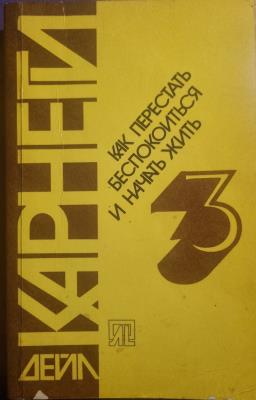 ДЕЙЛ
КАРНЕГИ
КАК ПЕРЕСТАТЬ
БЕСПОКОИТЬСЯ
И НАЧАТЬ ЖИТЬ
3